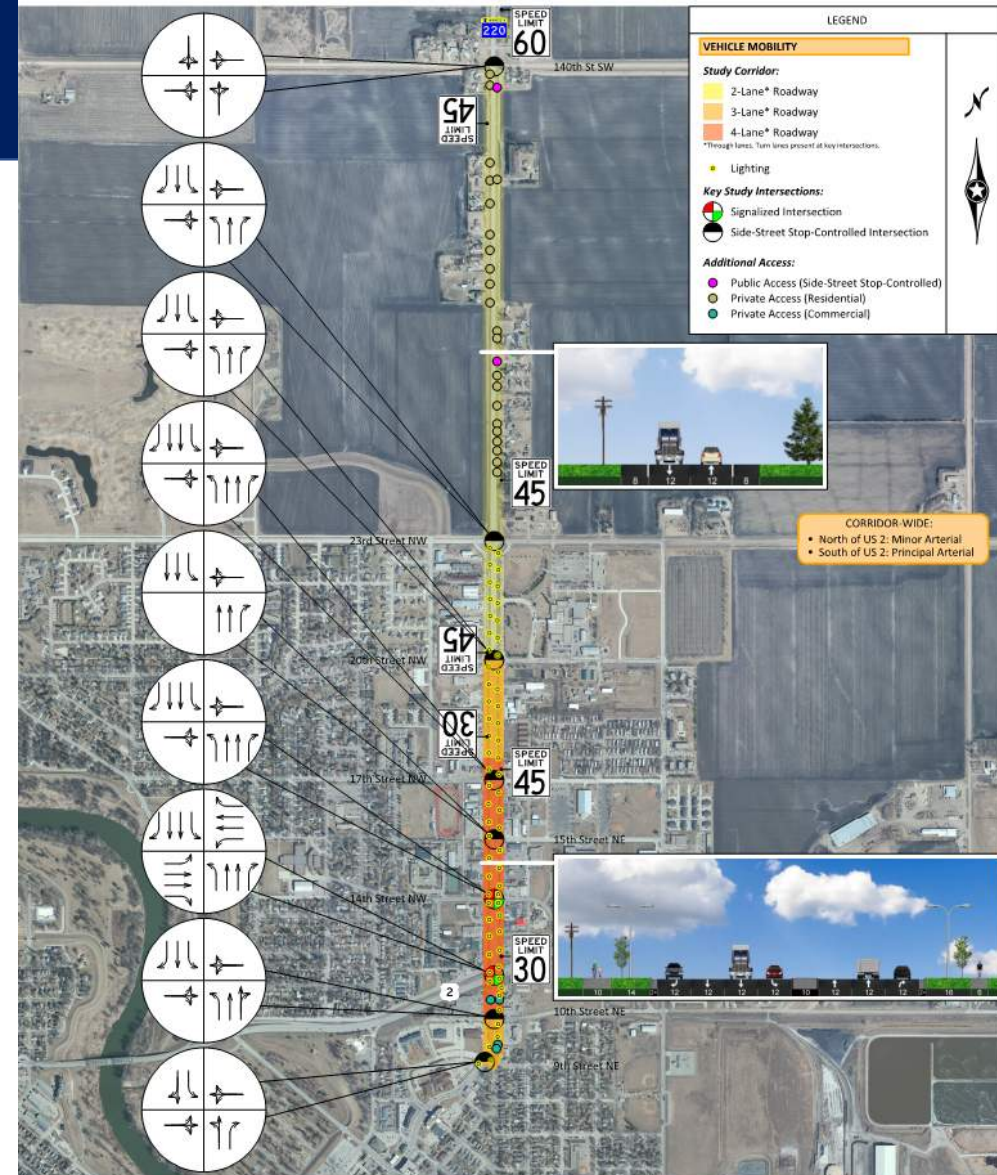 220
SPEED
LIMIT
60
140th St SW
SPEED
LIMIT
45
LEGEND
VEHICLE MOBILITY
Study Corridor:
2-Lane* Roadway
3-Lane* Roadway
4-Lane* Roadway
*Through lanes. Turn lanes present at key intersections.
Lighting
Key Study Intersections:
Signalized Intersection
Side-Street Stop-Controlled Intersection
Additional Access:
Public Access (Side-Street Stop-Controlled)
Private Access (Residential)
Private Access (Commercial)
N
8 12 12 8
SPEED
LIMIT
45
23rd Street NW
CORRIDOR-WIDE:
• North of US 2: Minor Arterial
• South of US 2: Principal Arterial
SPEED
LIMIT
45
20th Street NW
SPEED
LIMIT
30
17th Street NW
SPEED
LIMIT
45
15th Street NE
14th Street NW
SPEED
LIMIT
30
10 14 12 12 12 12 10 12 12 12 16 8
2
10th Street NE
9th Street NE